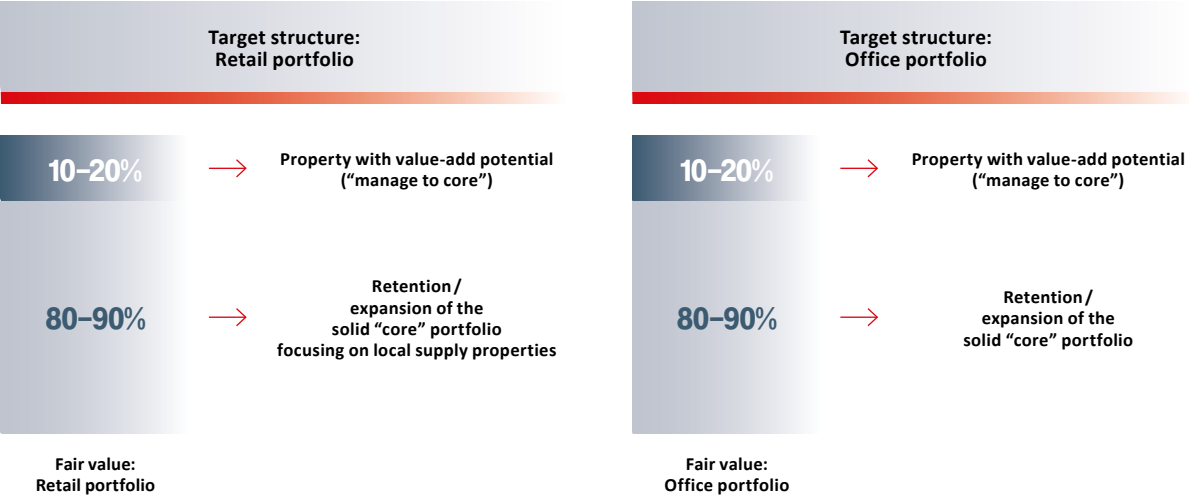 Target structure:
Retail portfolio
10–20%
Property with value-add potential
(“manage to core”)
80–90%
Retention /
expansion of the
solid “core” portfolio
focusing on local supply properties
Fair value:
Retail portfolio
Target structure:
Office portfolio
10–20%
Property with value-add potential
(“manage to core”)
80–90%
Retention /
expansion of the
solid “core” portfolio
Fair value:
Office portfolio